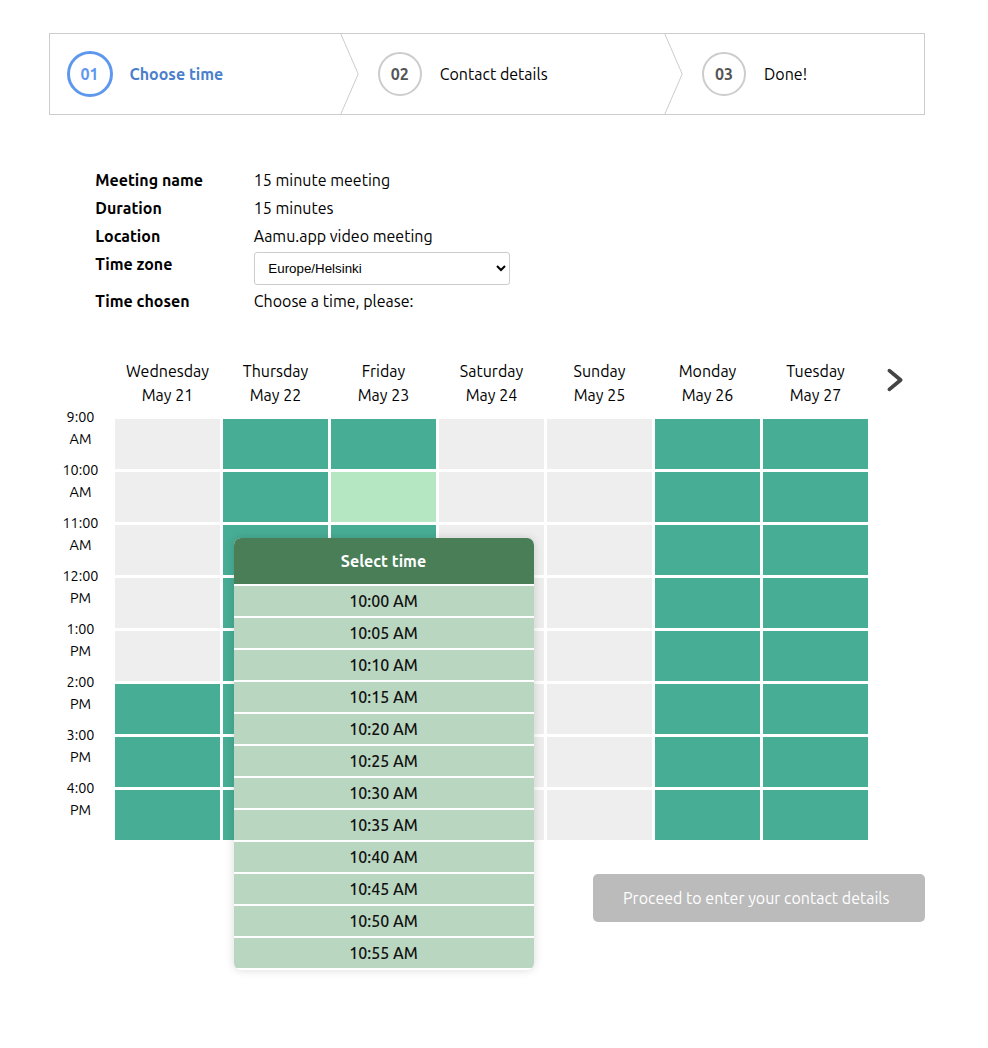 01 Choose time 02 Contact details 03 Done!
Meeting name 15 minute meeting
Duration 15 minutes
Location Aamu.app video meeting
Time zone Europe/Helsinki
Time chosen Choose a time, please:
Wednesday Thursday Friday Saturday Sunday Monday Tuesday
May 21 May 22 May 23 May 24 May 25 May 26 May 27
9:00
AM
10:00
AM
11:00
AM
12:00
PM
1:00
PM
2:00
PM
3:00
PM
4:00
PM
Select time
10:00 AM
10:05 AM
10:10 AM
10:15 AM
10:20 AM
10:25 AM
10:30 AM
10:35 AM
10:40 AM
10:45 AM
10:50 AM
10:55 AM
Proceed to enter your contact details